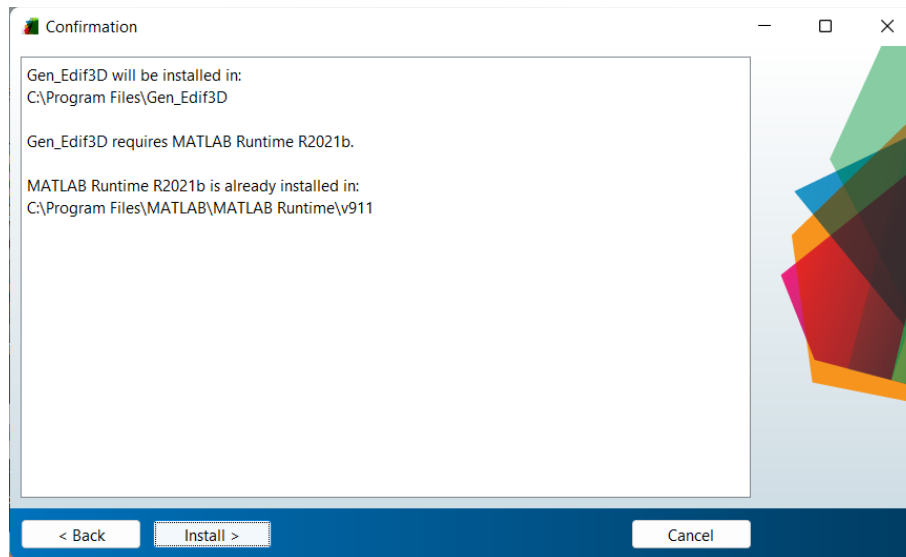 Confirmation
Gen_Edif3D will be installed in:
C:\Program Files\Gen_Edif3D
Gen_Edif3D requires MATLAB Runtime R2021b.
MATLAB Runtime R2021b is already installed in:
C:\Program Files\MATLAB\MATLAB Runtime\v911
< Back
Install >
Cancel